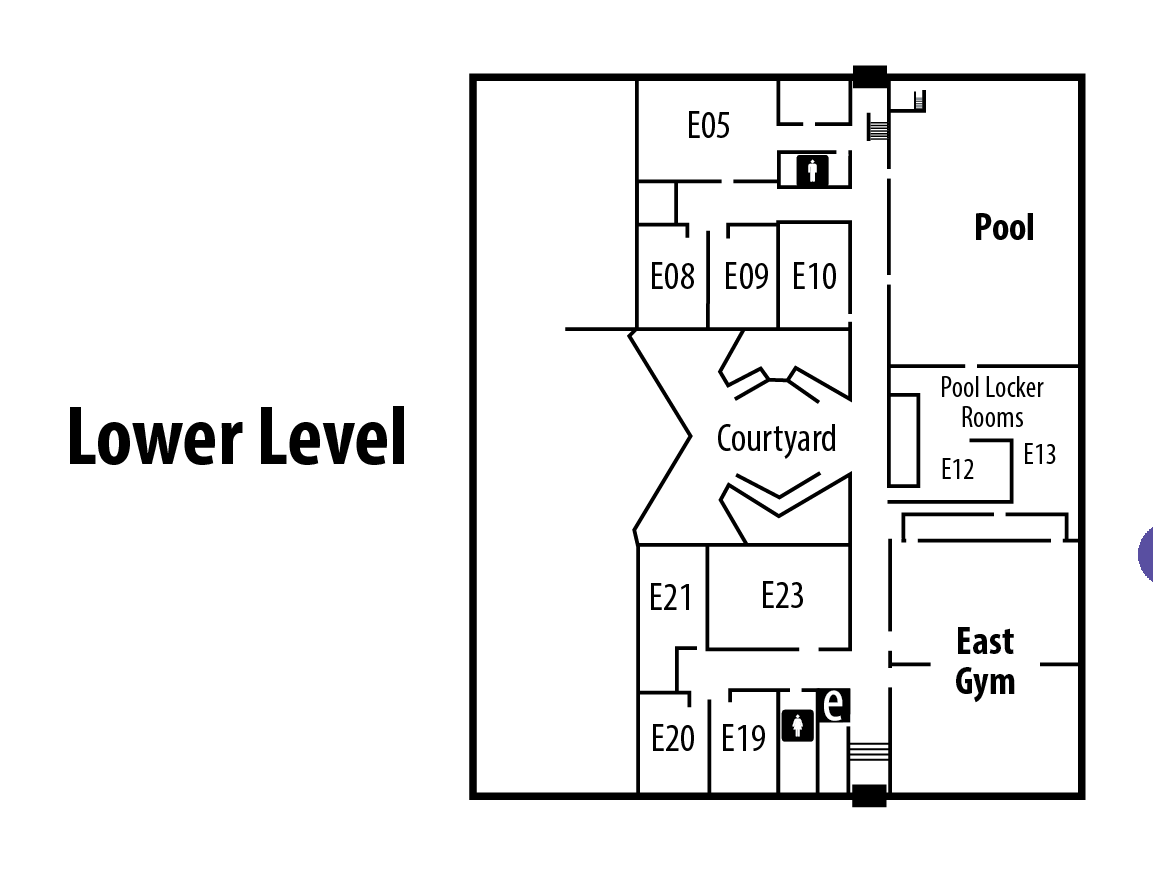 E05
Pool
E08
E09
E10
Pool Locker
Rooms
Lower Level
Courtyard
E12
E13
E21
E23
East
Gym
e
E20
E19